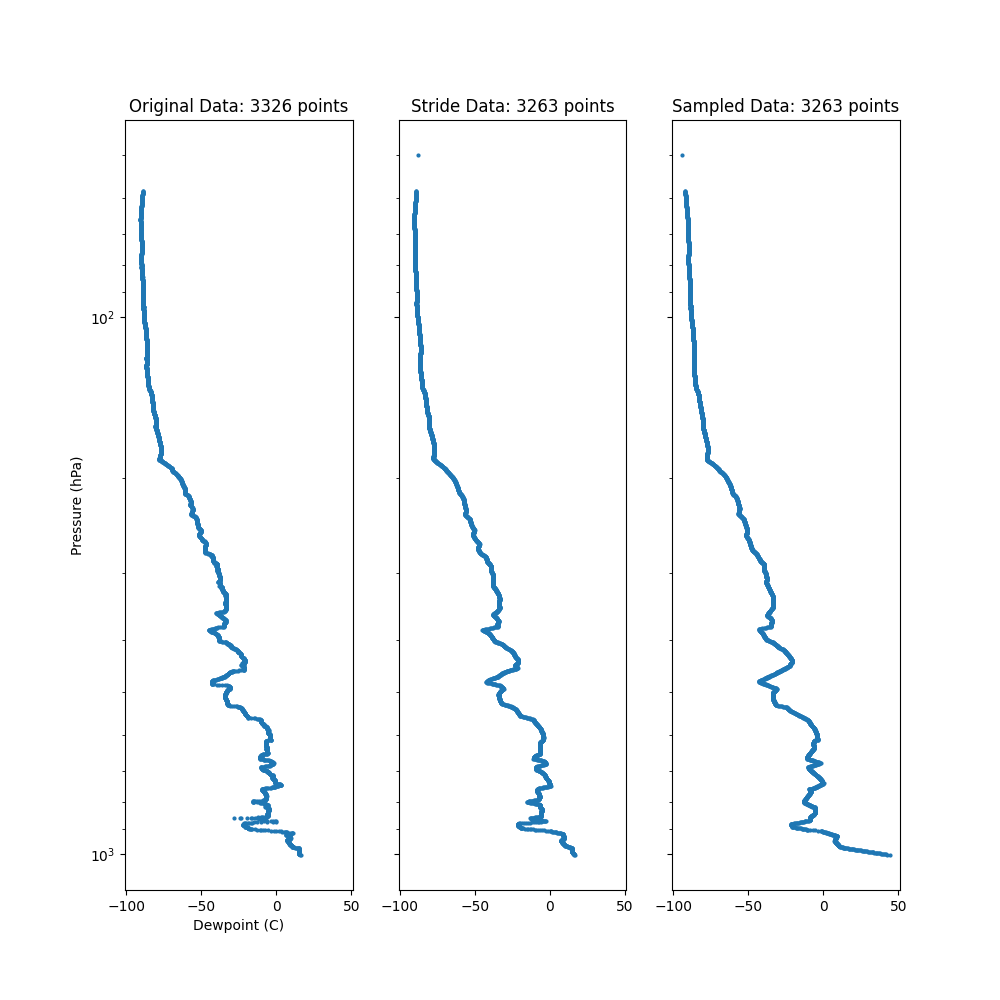 Original Data: 3326 points
Stride Data: 3263 points
Sampled Data: 3263 points
Pressure (hPa)
10²
10³
−100 −50 0 50
−100 −50 0 50
−100 −50 0 50
Dewpoint (C)